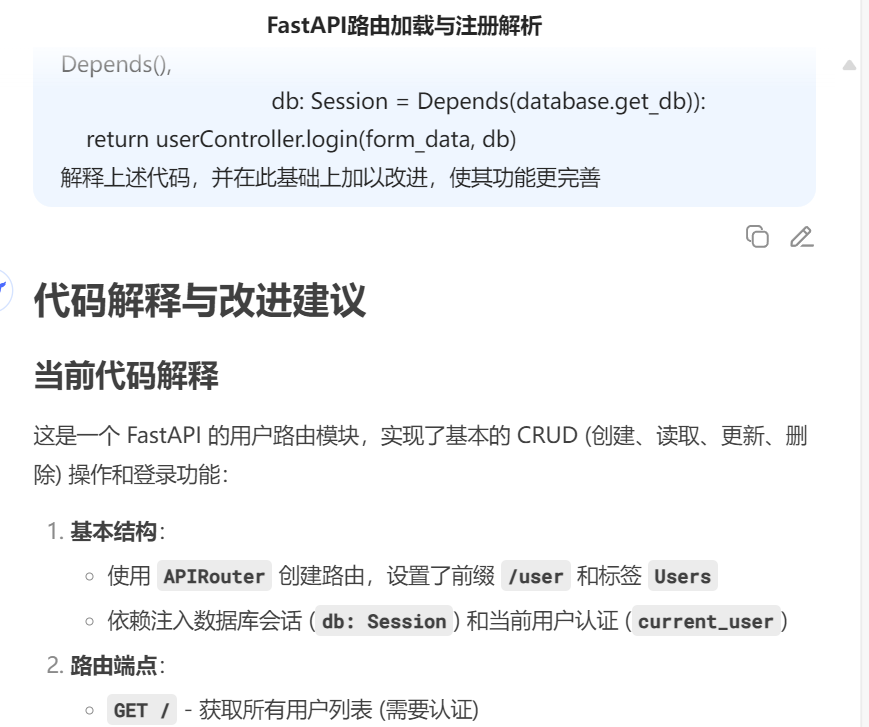 FastAPI路由加载与注册解析
Depends(),
db: Session = Depends(database.get_db)):
return userController.login(form_data, db)
解释上述代码，并在此基础上加以改进，使其功能更完善
代码解释与改进建议
当前代码解释
这是一个 FastAPI 的用户路由模块，实现了基本的 CRUD (创建、读取、更新、删
除) 操作和登录功能：
1. 基本结构：
○ 使用 APIRouter 创建路由，设置了前缀 /user 和标签 Users
○ 依赖注入数据库会话 (db: Session) 和当前用户认证 (current_user)
2. 路由端点：
○ GET / - 获取所有用户列表 (需要认证)